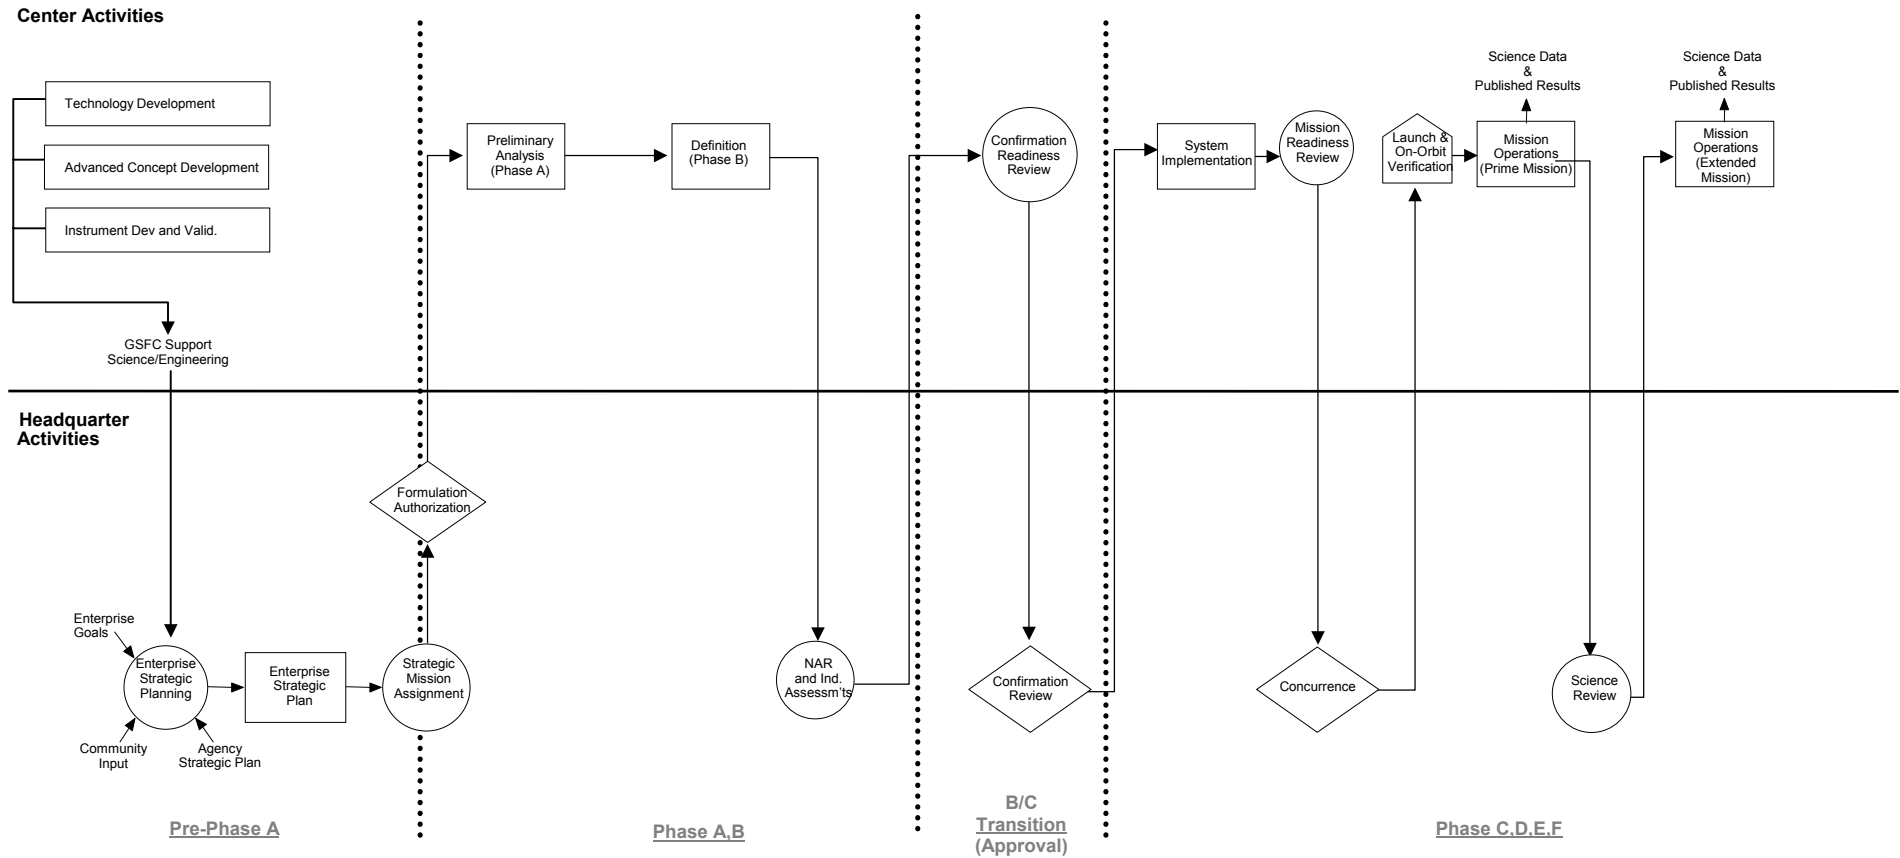 Center Activities
Technology Development
Advanced Concept Development
Instrument Dev and Valid.
GSFC Support
Science/Engineering
Preliminary
Analysis
(Phase A)
Definition
(Phase B)
Confirmation
Readiness
Review
System
Implementation
Mission
Readiness
Review
Launch &
On-Orbit
Verification
Science Data
&
Published Results
Mission
Operations
(Prime Mission)
Science Data
&
Published Results
Mission
Operations
(Extended
Mission)
Headquarter
Activities
Formulation
Authorization
Enterprise
Goals
Enterprise
Strategic
Planning
Community
Input
Agency
Strategic Plan
Enterprise
Strategic
Plan
Strategic
Mission
Assignment
NAR
and Ind.
Assessm'ts
Confirmation
Review
Concurrence
Science
Review
Pre-Phase A
Phase A,B
B/C
Transition
(Approval)
Phase C,D,E,F